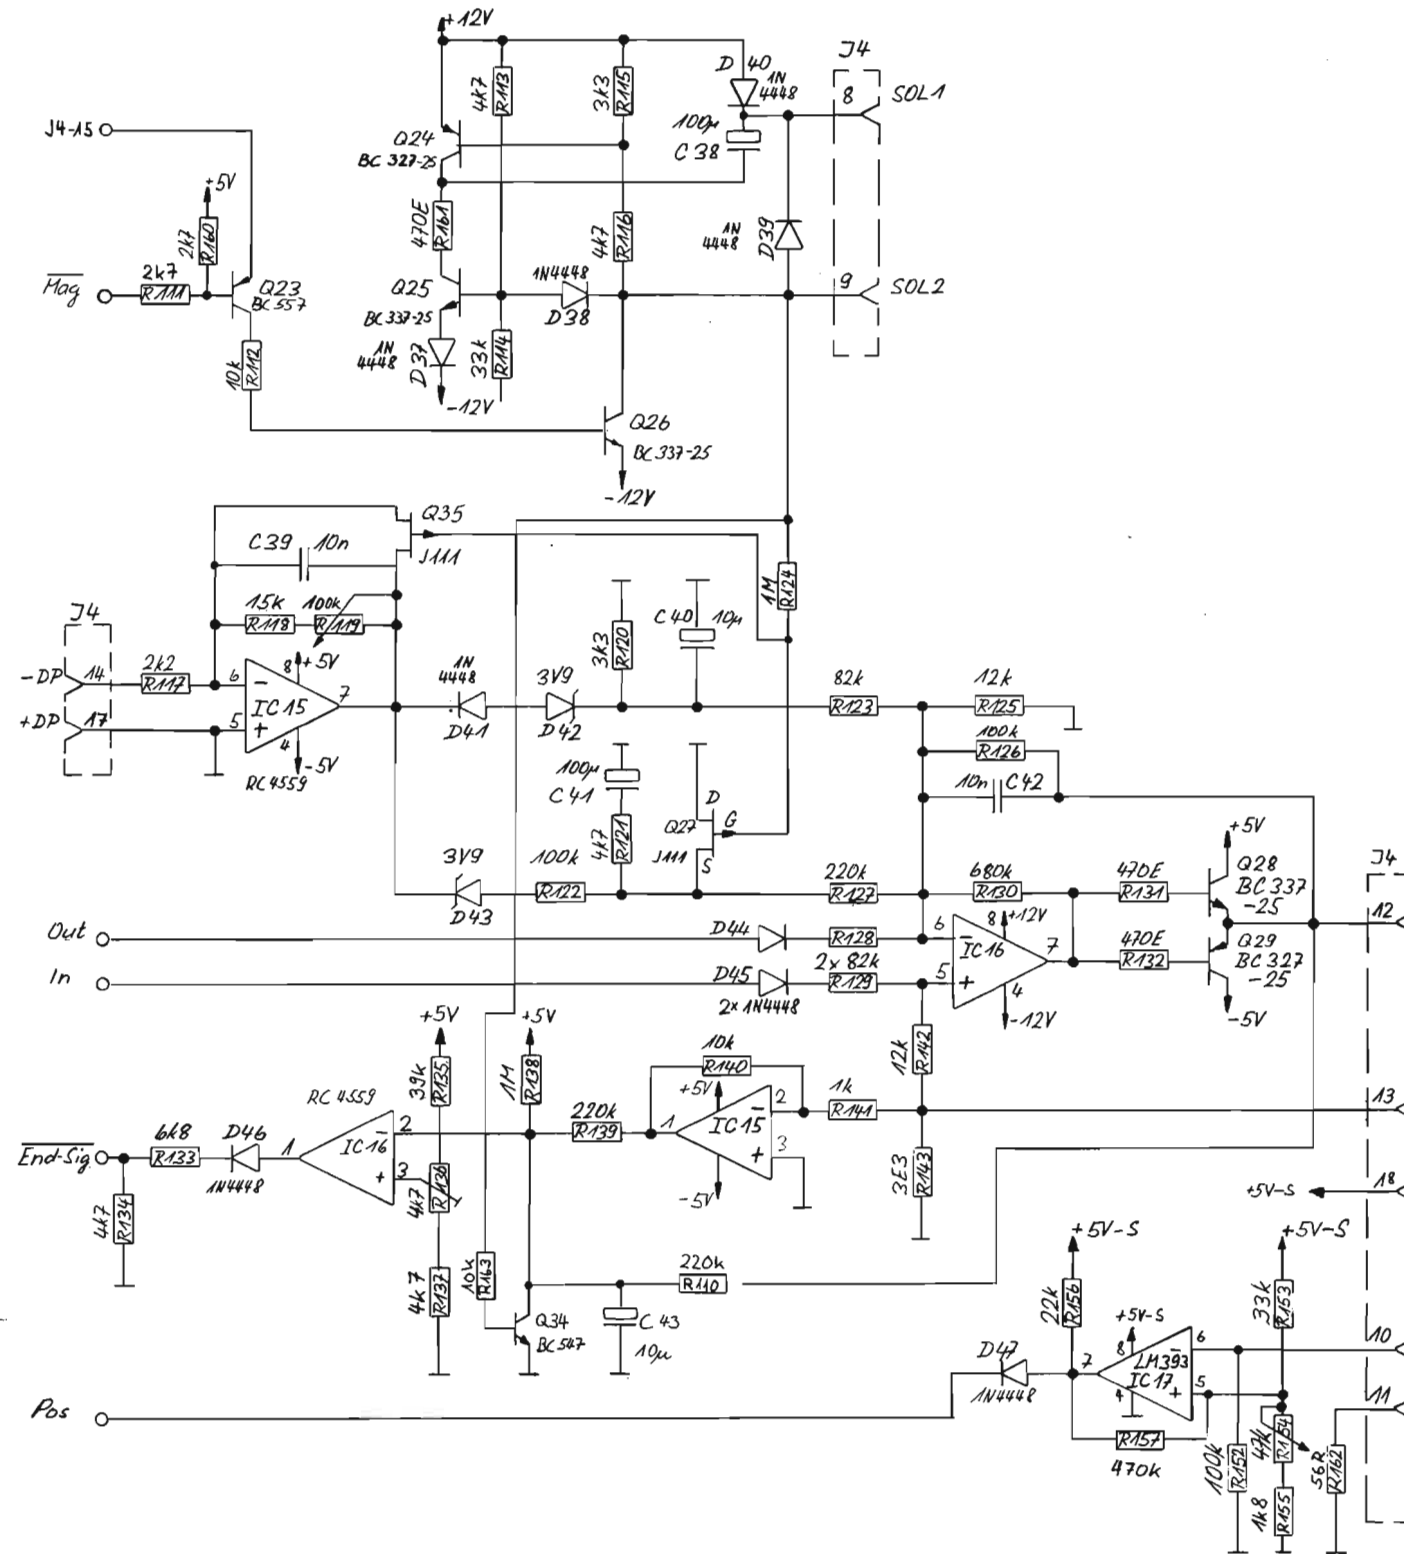 +12V
J4
D 40
1N
4448
8
SOL1
4k7
R113
3k3
R115
J4-15
100µ
C 38
Q24
BC 327-25
+5V
2k7
R160
470E
R161
4k7
R116
1N
4448
D39
Mag
2k7
R111
Q23
BC 557
Q25
BC 337-25
1N4448
D38
9
SOL2
10k
R112
1N
4448
D37
33k
R114
-12V
Q26
BC 337-25
-12V
Q35
J111
C39
10n
1M
R124
J4
15k
R118
100k
R119
3k3
R120
C 40
10µ
-DP
14
2k2
R117
6
-
8
+5V
IC 15
7
1N
4448
D41
3V9
D42
82k
R123
12k
R125
+DP
17
5
+
4
-5V
RC 4559
100k
R126
100µ
C 41
10n
C42
4k7
R121
D
Q27
G
J111
S
+5V
3V9
D43
100k
R122
220k
R127
680k
R130
470E
R131
Q28
BC 337
-25
J4
12
Out
D44
R128
6
-
8
+12V
IC16
7
470E
R132
Q29
BC 327
-25
In
D45
2x 82k
R129
5
+
4
-12V
-5V
2x 1N4448
+5V
+5V
39k
R135
1M
R138
10k
R140
12k
R142
RC 4559
+5V
2
-
IC15
1k
R141
13
220k
R139
1
3
+
-5V
End-Sig
6k8
R133
D46
1N4448
1
IC16
2
-
3
+
4k7
R136
3E3
R143
4k7
R134
+5V-S
18
+5V-S
+5V-S
4k7
R137
10k
R163
220k
R110
22k
R156
33k
R153
Q34
BC 547
C 43
10µ
+5V-S
8
6
-
LM393
IC17
7
4
5
+
10
D47
1N4448
11
Pos
R157
470k
100k
R152
47k
R154
1k8
R155
56R
R162